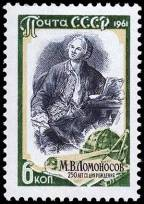 ПОЧТА СССР 1961
М.В. ЛОМОНОСОВ
250 ЛЕТ СО ДНЯ РОЖДЕНИЯ
6 КОП.